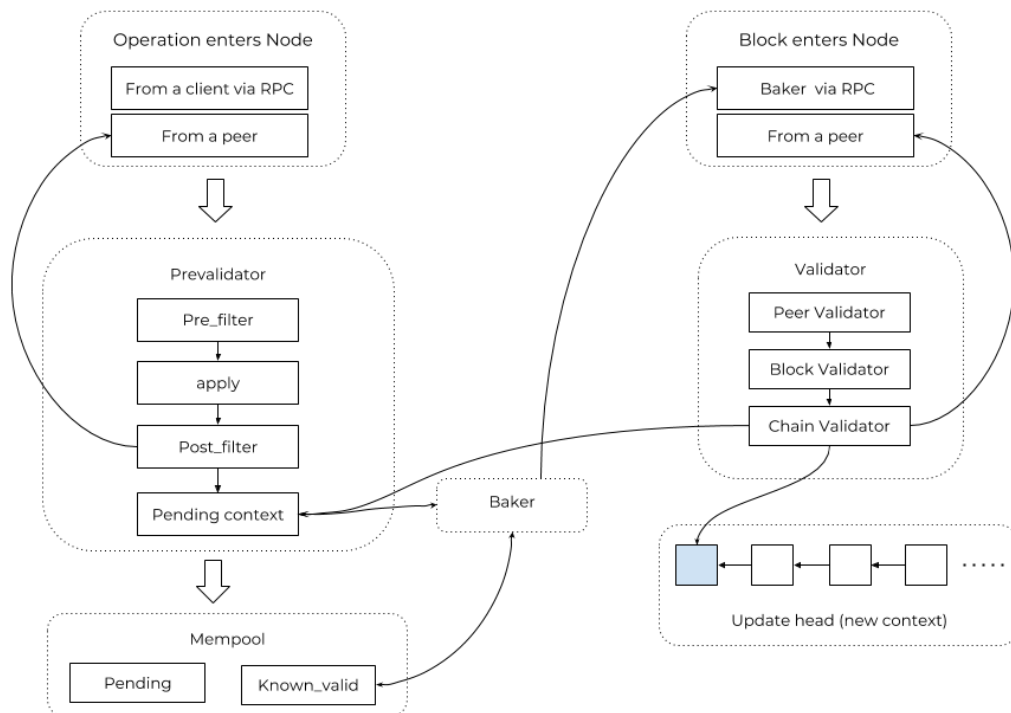 Operation enters Node
From a client via RPC
From a peer
Prevalidator
Pre_filter
apply
Post_filter
Pending context
Mempool
Pending
Known_valid
Baker
Block enters Node
Baker via RPC
From a peer
Validator
Peer Validator
Block Validator
Chain Validator
Update head (new context)